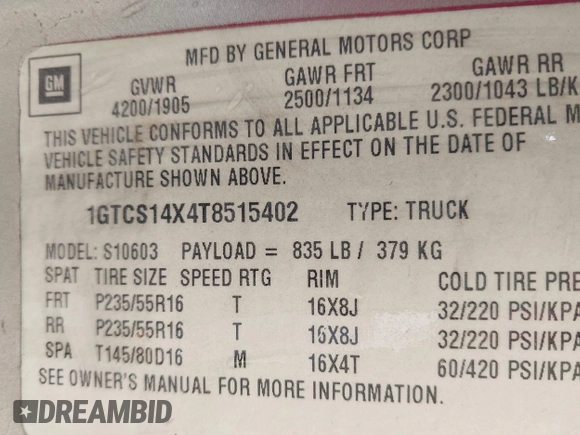 MFD BY GENERAL MOTORS CORP
GM
GVWR GAWR FRT GAWR RR
4200/1905 2500/1134 2300/1043 LB/K
THIS VEHICLE CONFORMS TO ALL APPLICABLE U.S. FEDERAL M
VEHICLE SAFETY STANDARDS IN EFFECT ON THE DATE OF
MANUFACTURE SHOWN ABOVE.
1GTCS14X4T8515402 TYPE: TRUCK
MODEL: S10603 PAYLOAD = 835 LB / 379 KG
SPAT TIRE SIZE SPEED RTG RIM COLD TIRE PRE
FRT P235/55R16 T 16X8J 32/220 PSI/KPA
RR P235/55R16 T 16X8J 32/220 PSI/KPA
SPA T145/80D16 M 16X4T 60/420 PSI/KPA
SEE OWNER'S MANUAL FOR MORE INFORMATION.
DREAMBID